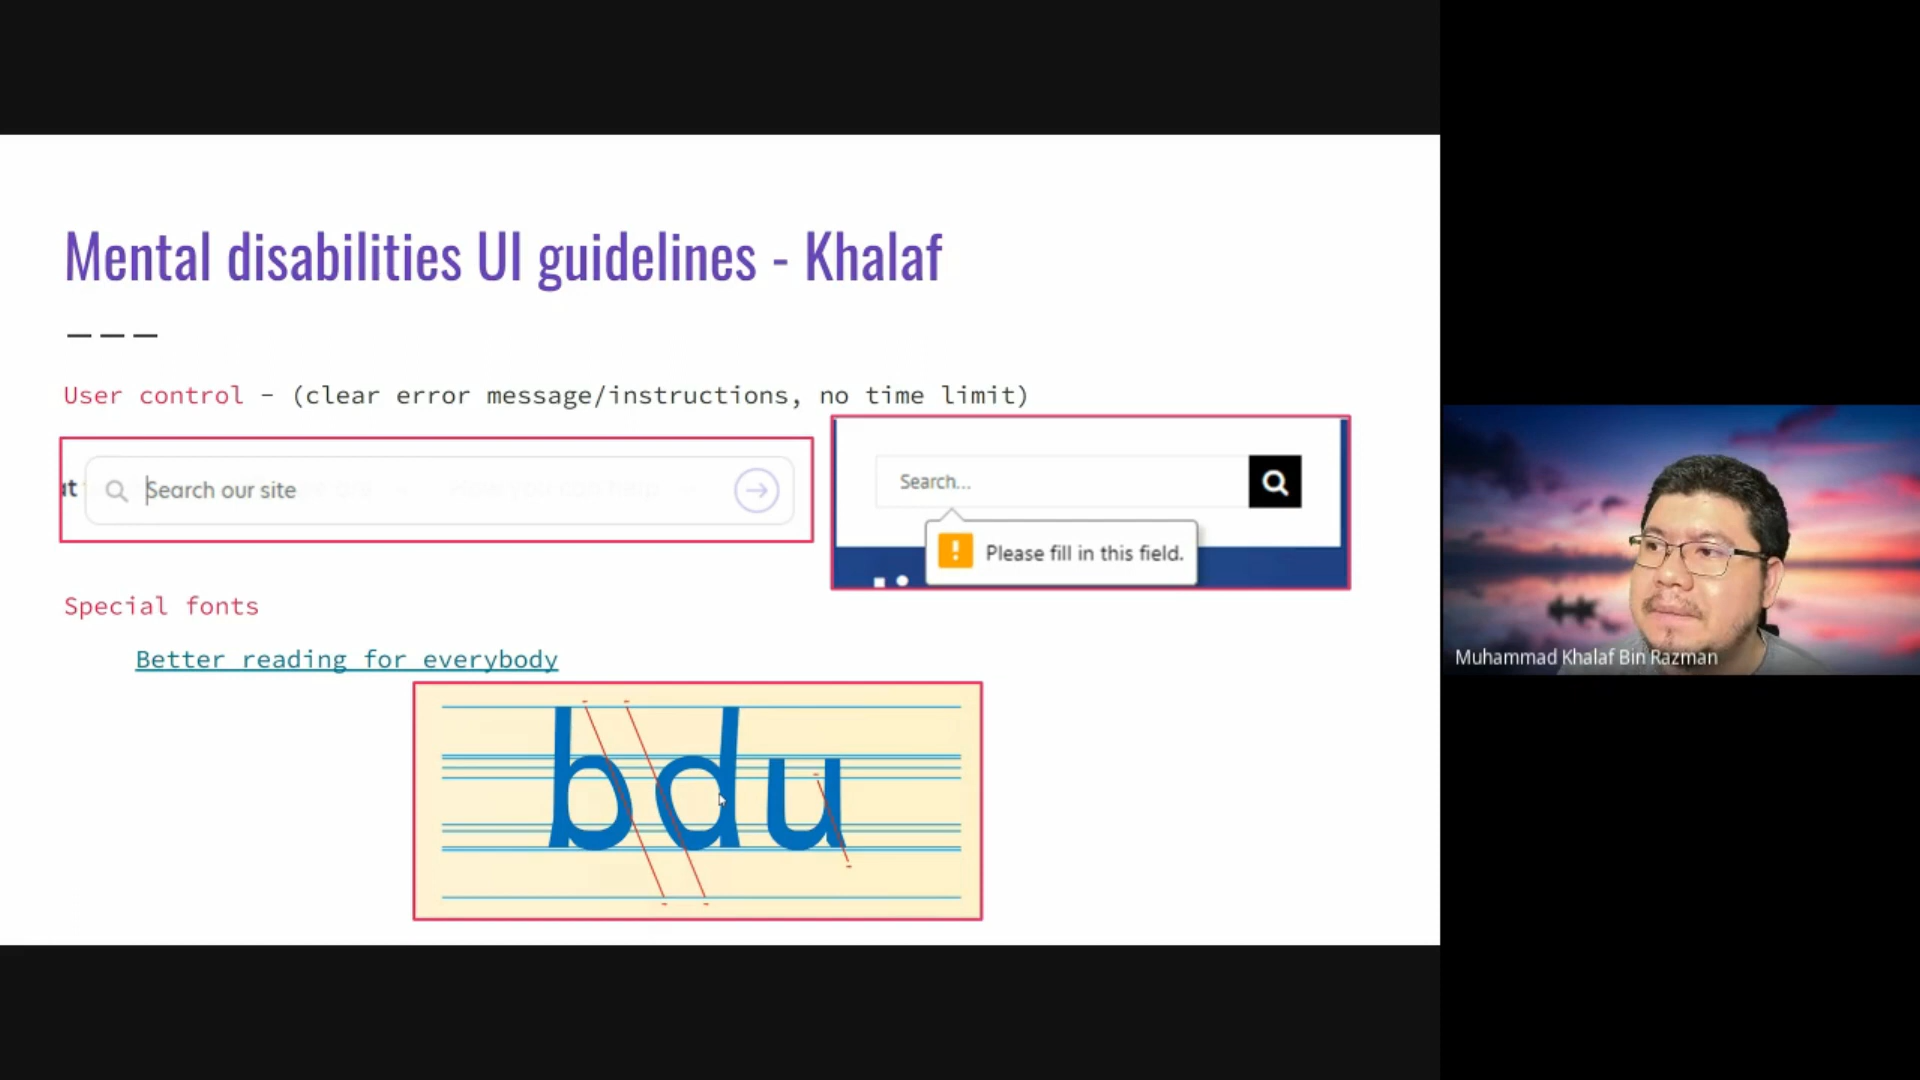 Mental disabilities UI guidelines - Khalaf
User control - (clear error message/instructions, no time limit)
at
Search our site
Search...
Please fill in this field.
Special fonts
Better reading for everybody
bdu
Muhammad Khalaf Bin Razman